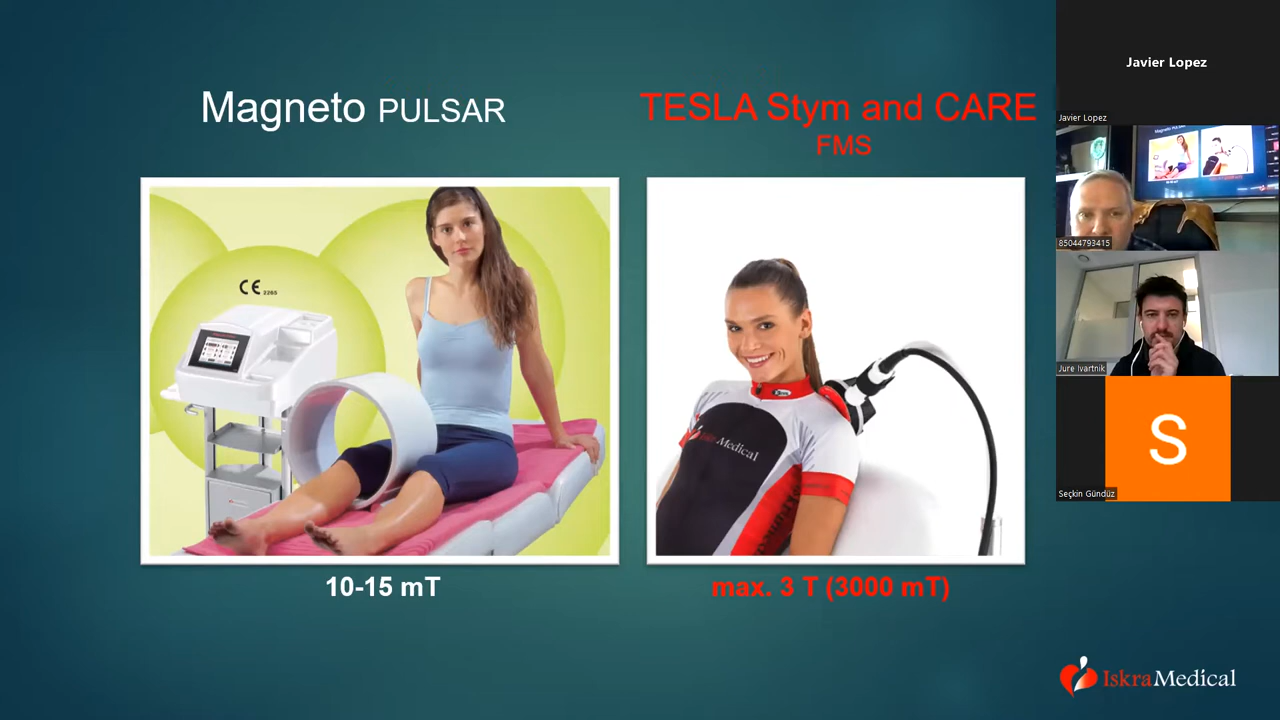 Magneto PULSAR
TESLA Stym and CARE
FMS
CE 2265
Iskra Medical
10-15 mT
max. 3 T (3000 mT)
IskraMedical
Javier Lopez
Javier Lopez
85044793415
Jure Ivartnik
S
Seçkin Gündüz